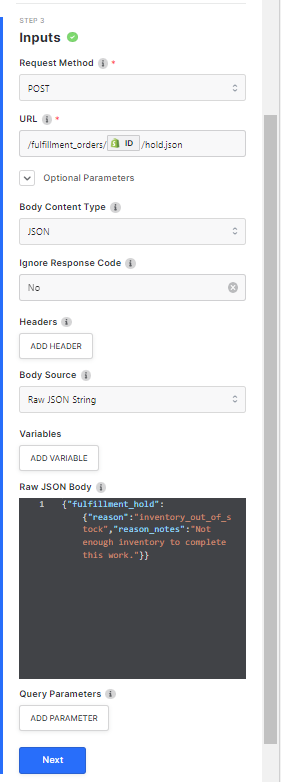 STEP 3
Inputs
Request Method
*
POST
URL
*
/fulfillment_orders/ ID /hold.json
Optional Parameters
Body Content Type
JSON
Ignore Response Code
No
Headers
ADD HEADER
Body Source
Raw JSON String
Variables
ADD VARIABLE
Raw JSON Body
1 {"fulfillment_hold":
{"reason":"inventory_out_of_s
tock","reason_notes":"Not
enough inventory to complete
this work."}}
Query Parameters
ADD PARAMETER
Next